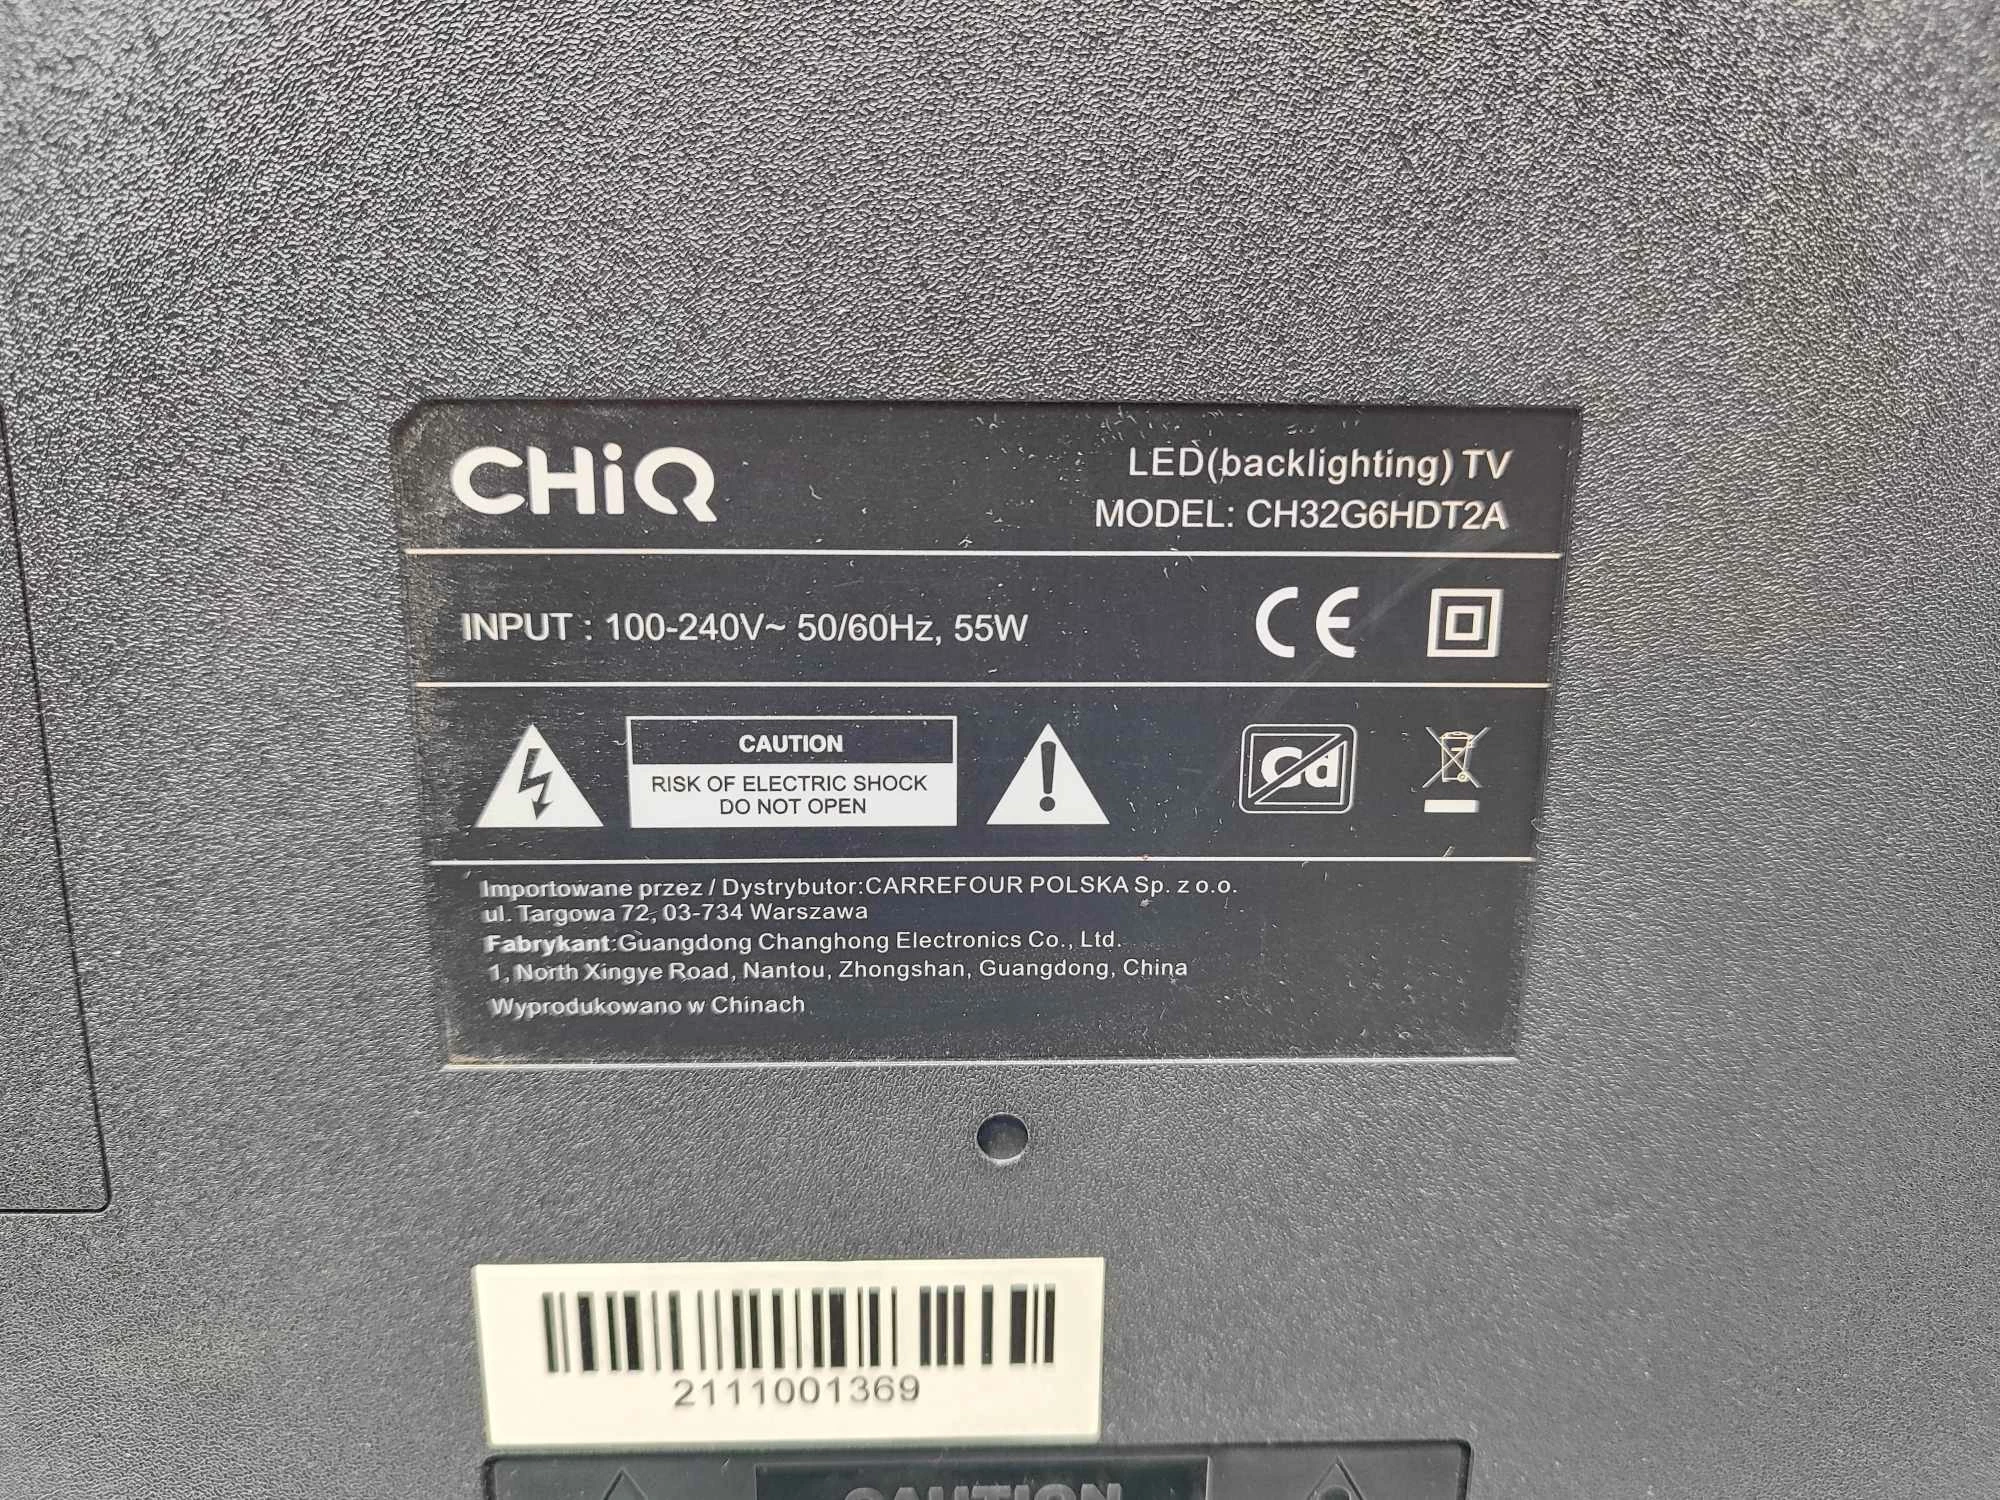 CHiQ
LED(backlighting) TV
MODEL: CH32G6HDT2A
INPUT : 100-240V~ 50/60Hz, 55W
CE
CAUTION
RISK OF ELECTRIC SHOCK
DO NOT OPEN
Cd
Importowane przez / Dystrybutor:CARREFOUR POLSKA Sp. z o.o.
ul. Targowa 72, 03-734 Warszawa
Fabrykant:Guangdong Changhong Electronics Co., Ltd.
1, North Xingye Road, Nantou, Zhongshan, Guangdong, China
Wyprodukowano w Chinach
2111001369
CAUTION